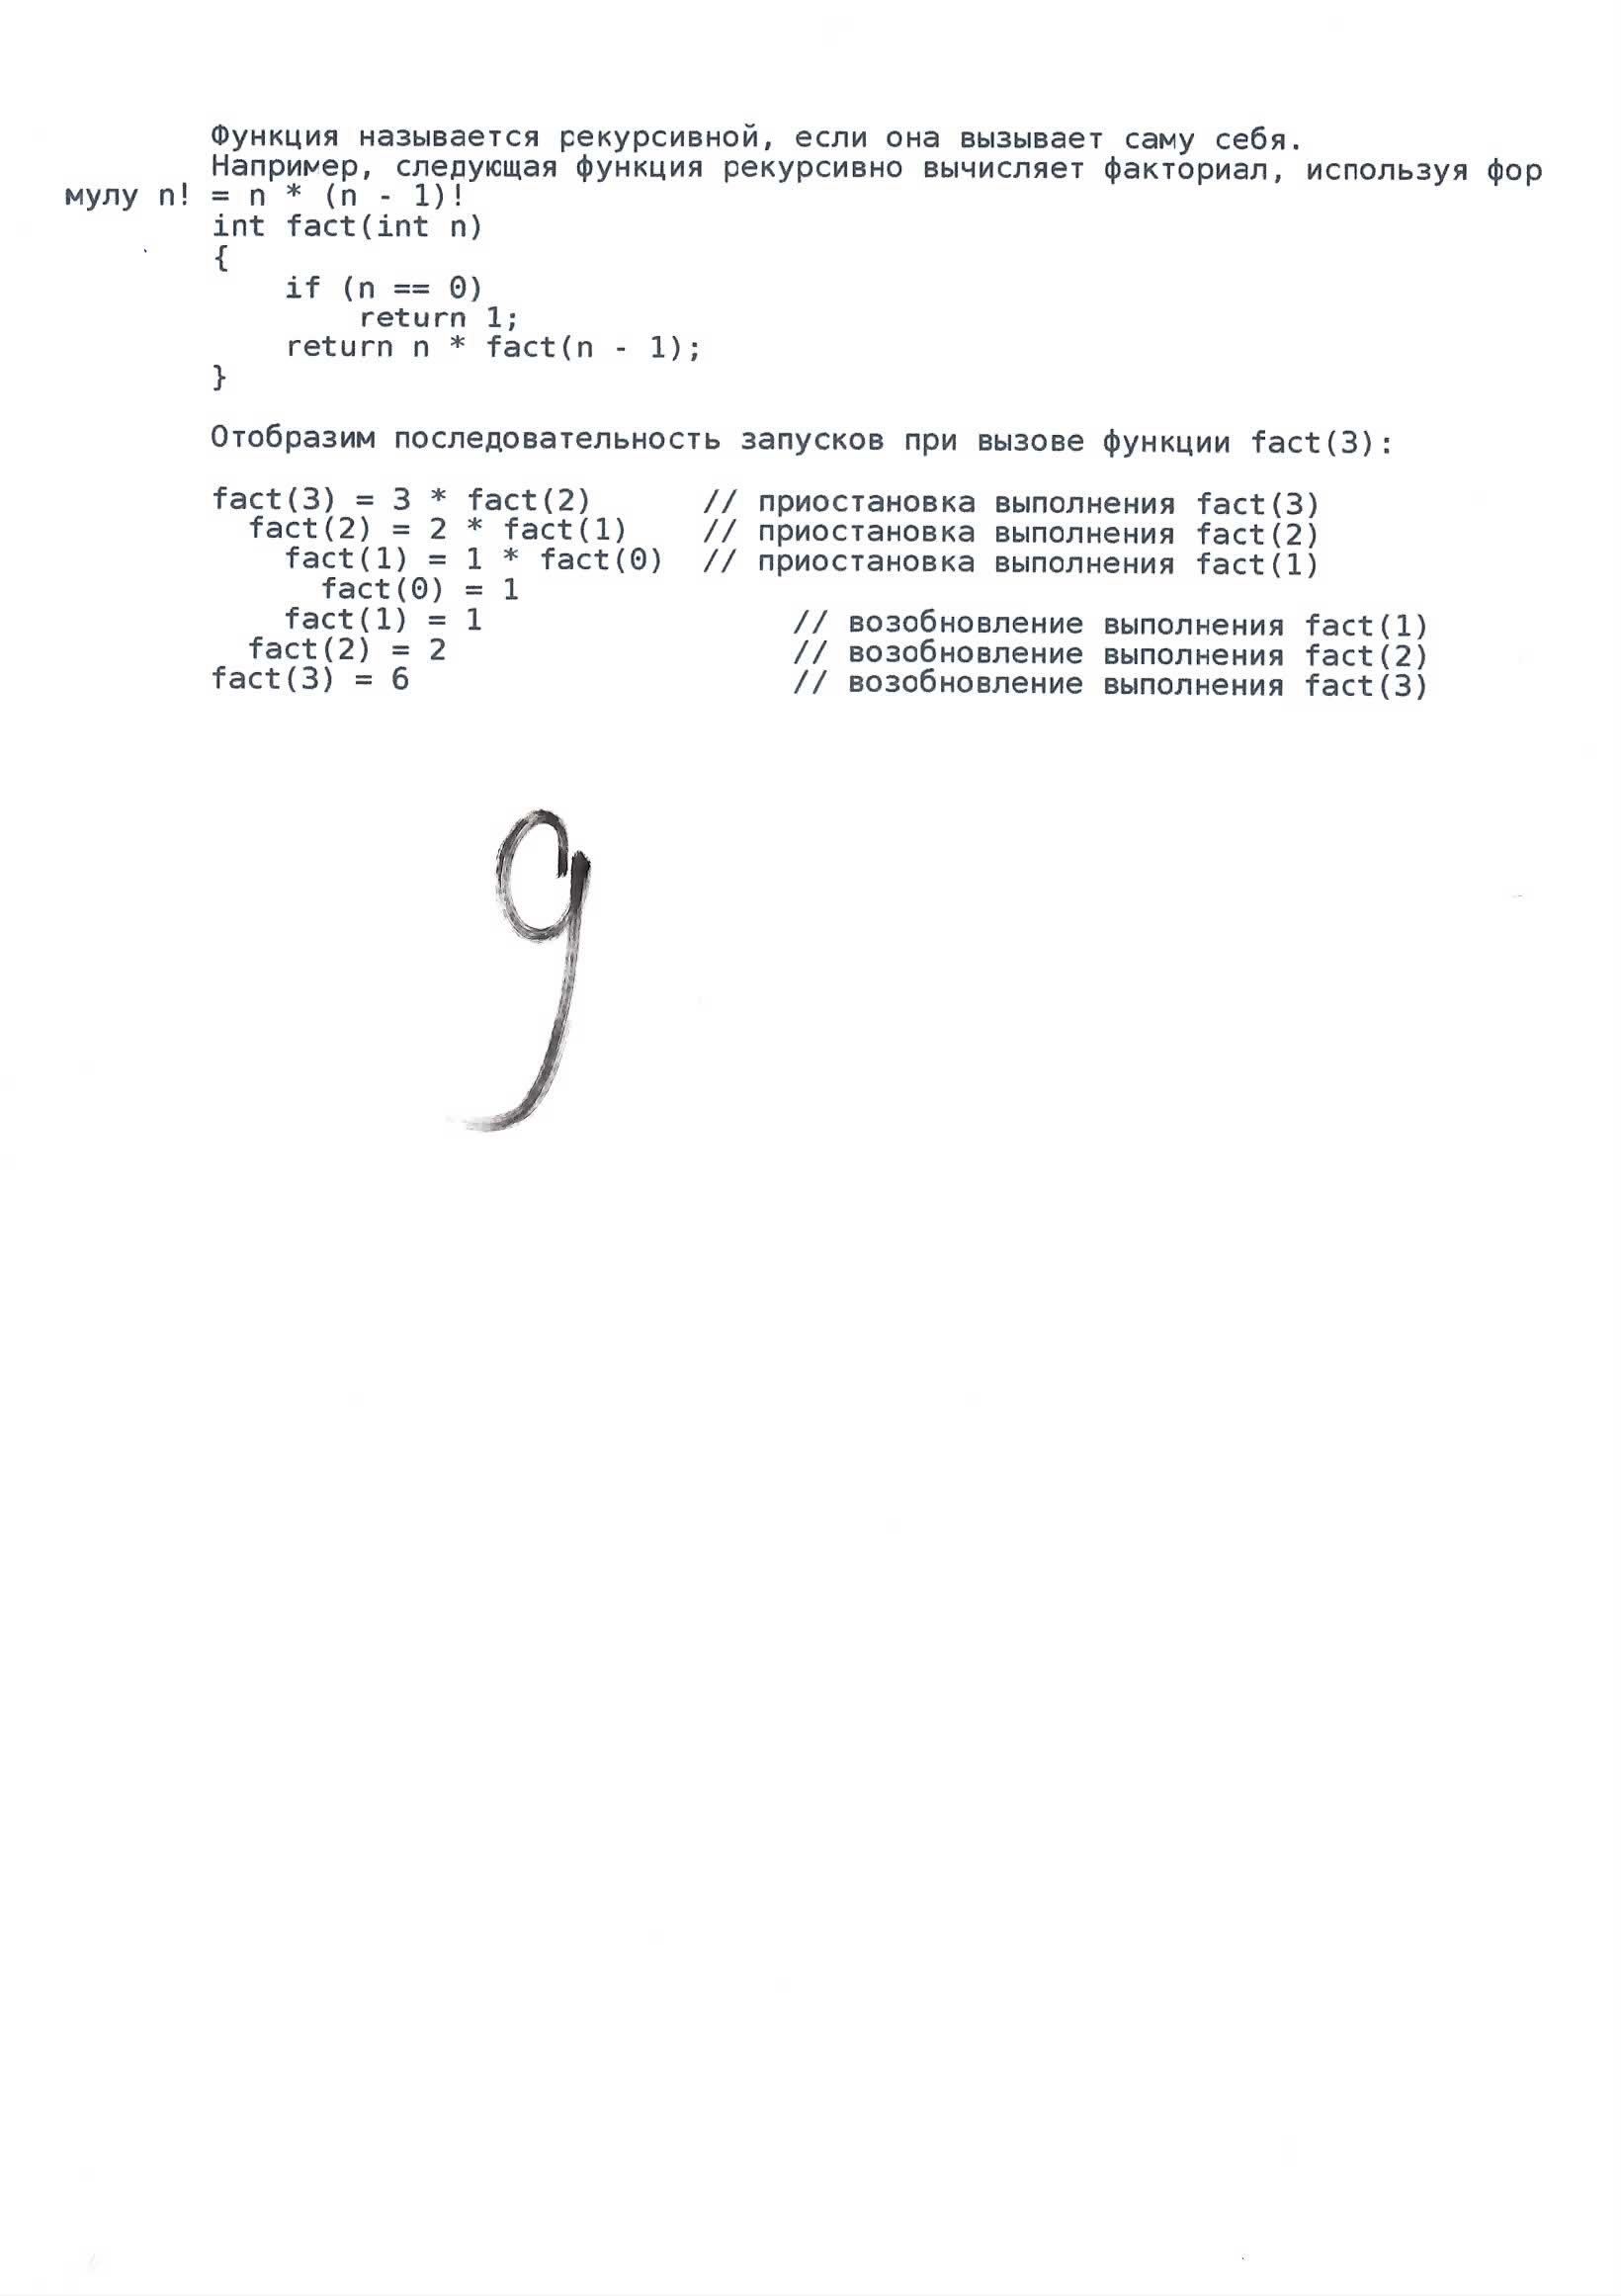 Функция называется рекурсивной, если она вызывает саму себя.
Например, следующая функция рекурсивно вычисляет факториал, используя фор
мулу n! = n * (n - 1)!
int fact(int n)
{
    if (n == 0)
        return 1;
    return n * fact(n - 1);
}
Отобразим последовательность запусков при вызове функции fact(3):
fact(3) = 3 * fact(2)      // приостановка выполнения fact(3)
  fact(2) = 2 * fact(1)    // приостановка выполнения fact(2)
    fact(1) = 1 * fact(0)  // приостановка выполнения fact(1)
      fact(0) = 1
    fact(1) = 1                 // возобновление выполнения fact(1)
  fact(2) = 2                   // возобновление выполнения fact(2)
fact(3) = 6                     // возобновление выполнения fact(3)
9